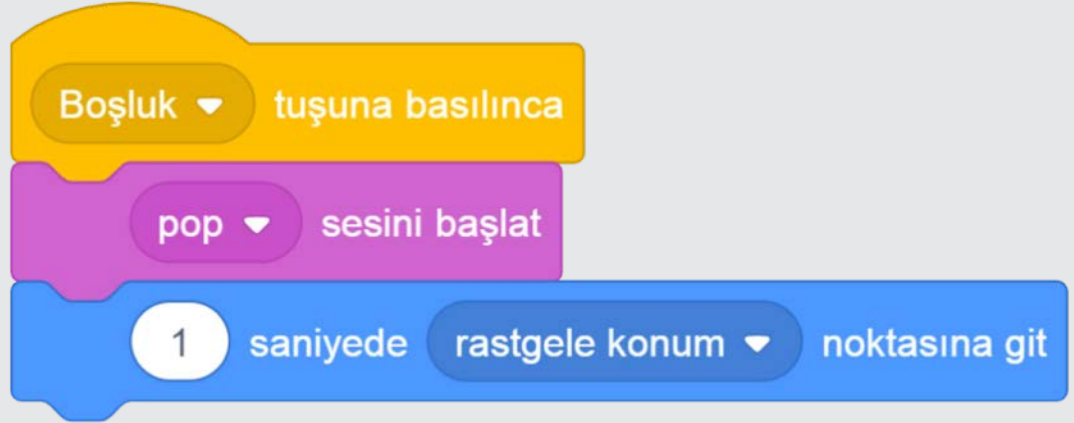 Boşluk tuşuna basılınca
pop sesini başlat
1 saniyede rastgele konum noktasına git